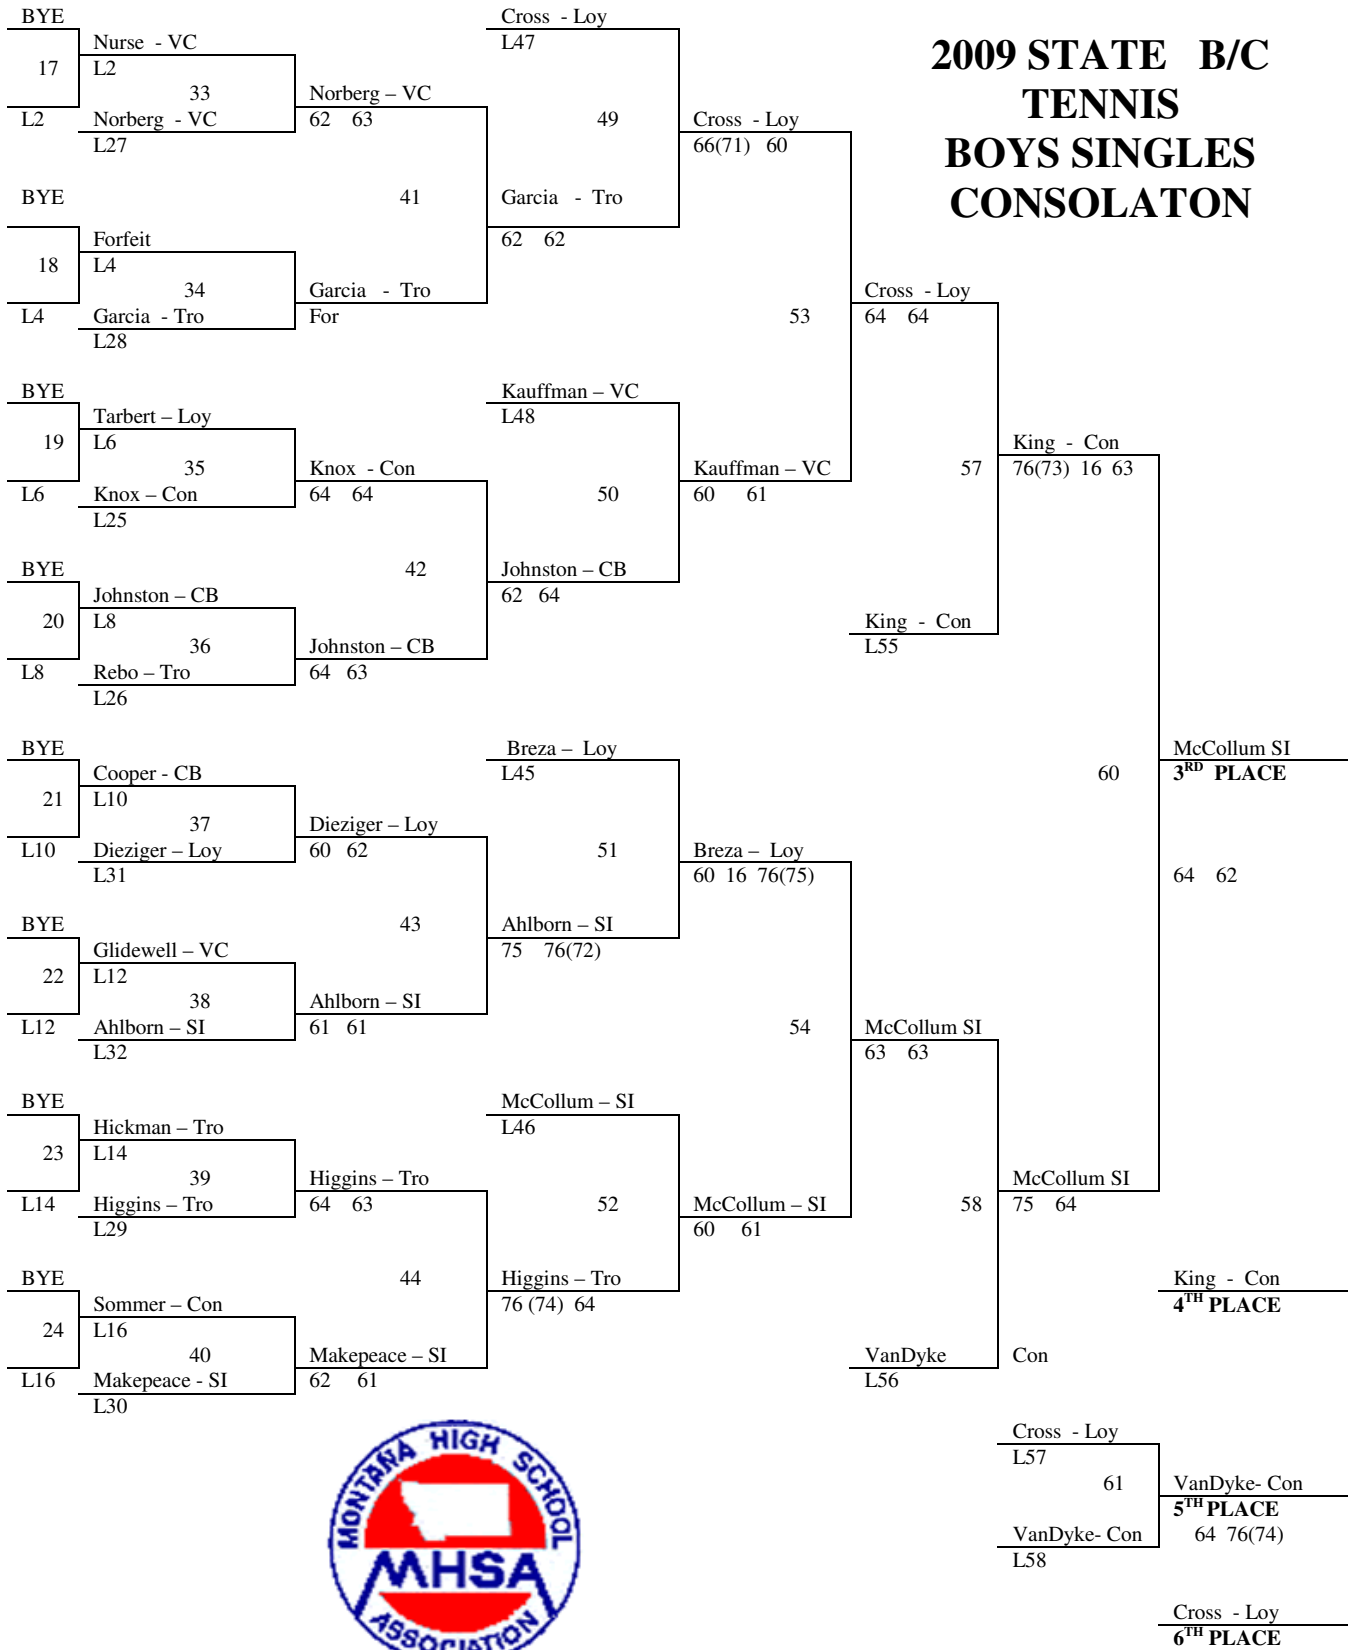 BYE
Cross - Loy
Nurse - VC
L47
2009 STATE B/C
TENNIS
BOYS SINGLES
CONSOLATON
17
L2
33
Norberg – VC
L2
Norberg - VC
62 63
49
Cross - Loy
L27
66(71) 60
BYE
41
Garcia - Tro
Forfeit
62 62
18
L4
34
Garcia - Tro
Cross - Loy
L4
Garcia - Tro
For
53
64 64
L28
BYE
Kauffman – VC
Tarbert – Loy
L48
19
L6
King - Con
35
Knox - Con
Kauffman – VC
57
76(73) 16 63
L6
Knox – Con
64 64
50
60 61
L25
BYE
42
Johnston – CB
Johnston – CB
62 64
20
L8
King - Con
36
Johnston – CB
L55
L8
Rebo – Tro
64 63
L26
BYE
Breza – Loy
McCollum SI
Cooper - CB
L45
60
3RD PLACE
21
L10
37
Dieziger – Loy
L10
Dieziger – Loy
60 62
51
Breza – Loy
L31
60 16 76(75)
64 62
BYE
43
Ahlborn – SI
Glidewell – VC
75 76(72)
22
L12
38
Ahlborn – SI
L12
Ahlborn – SI
61 61
54
McCollum SI
L32
63 63
BYE
McCollum – SI
Hickman – Tro
L46
23
L14
39
Higgins – Tro
McCollum SI
L14
Higgins – Tro
64 63
52
McCollum – SI
58
75 64
L29
60 61
BYE
44
Higgins – Tro
King - Con
Sommer – Con
76 (74) 64
4TH PLACE
24
L16
40
Makepeace – SI
VanDyke
Con
L16
Makepeace - SI
62 61
L56
L30
Cross - Loy
L57
61
VanDyke- Con
5TH PLACE
VanDyke- Con
64 76(74)
L58
Cross - Loy
6TH PLACE
MONTANA HIGH SCHOOL
MHSA
ASSOCIATION